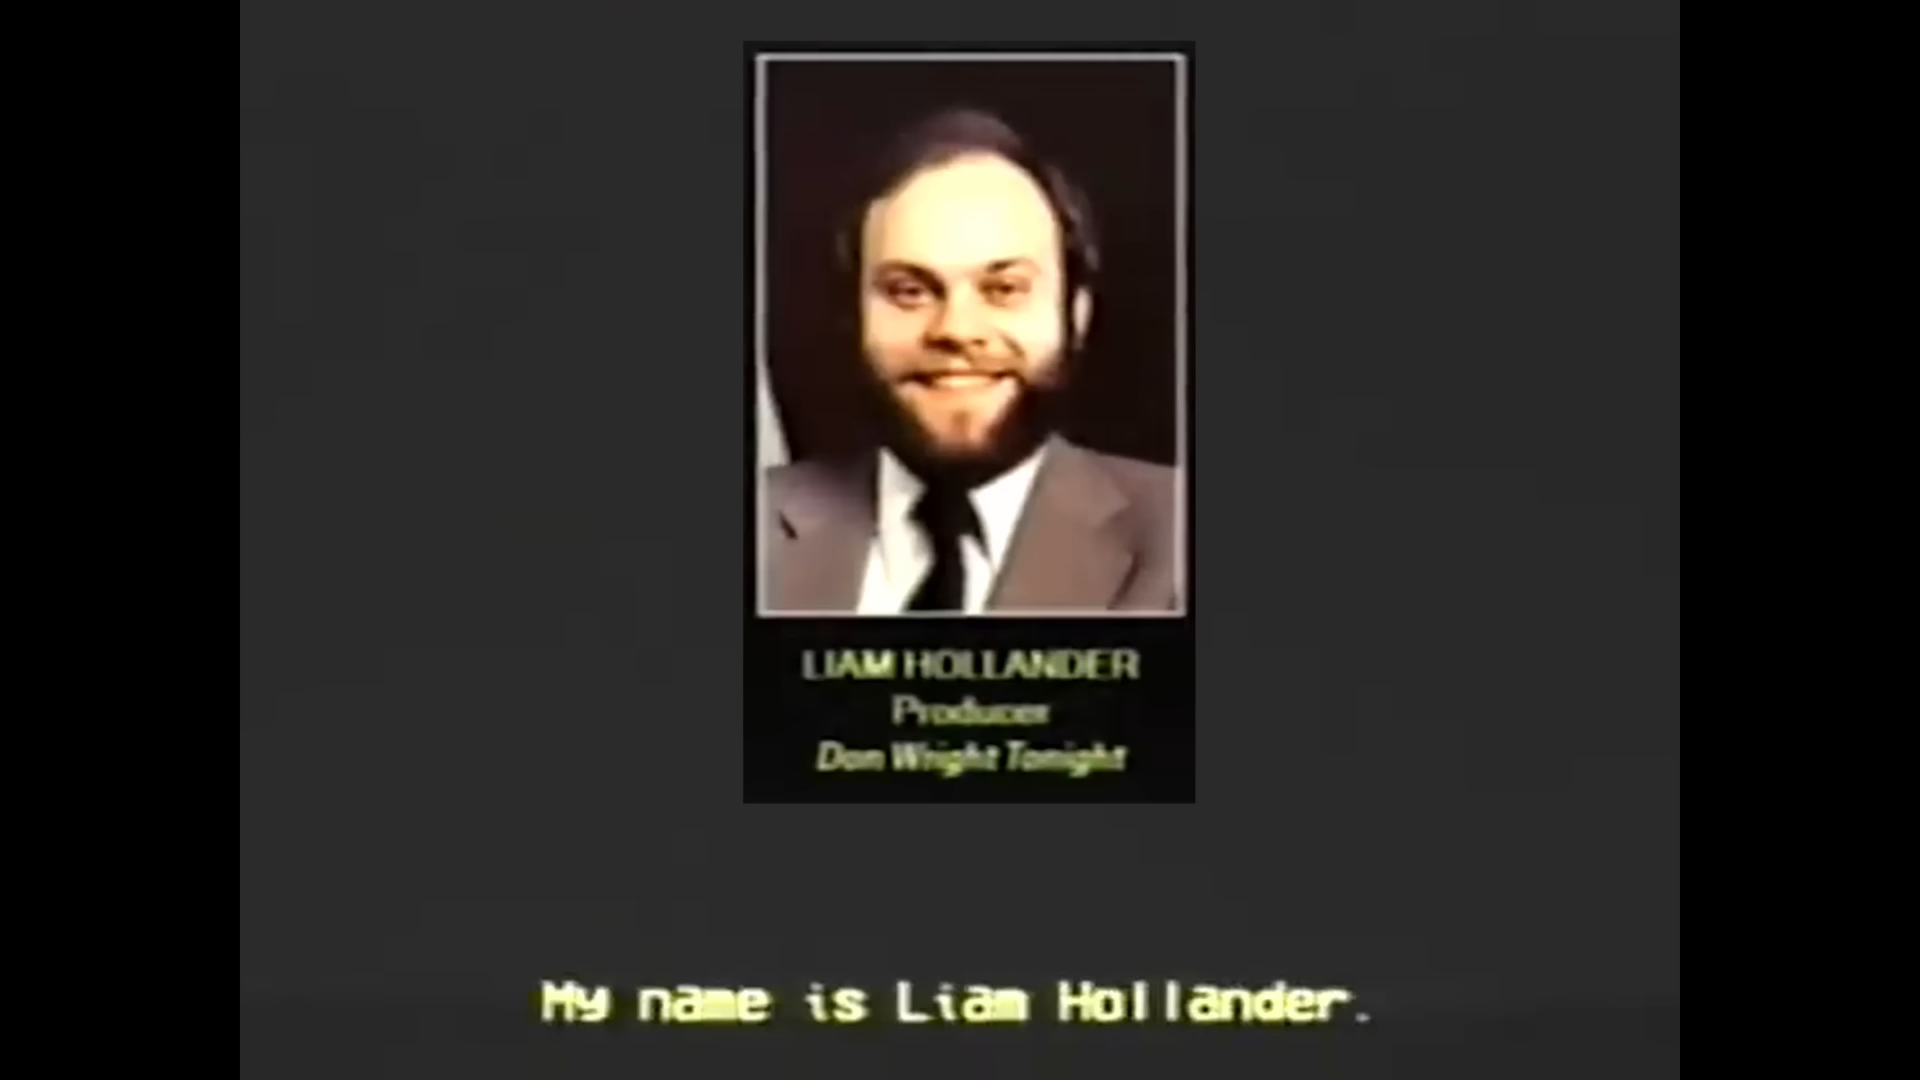 LIAM HOLLANDER
Producer
Don Wright Tonight
My name is Liam Hollander.